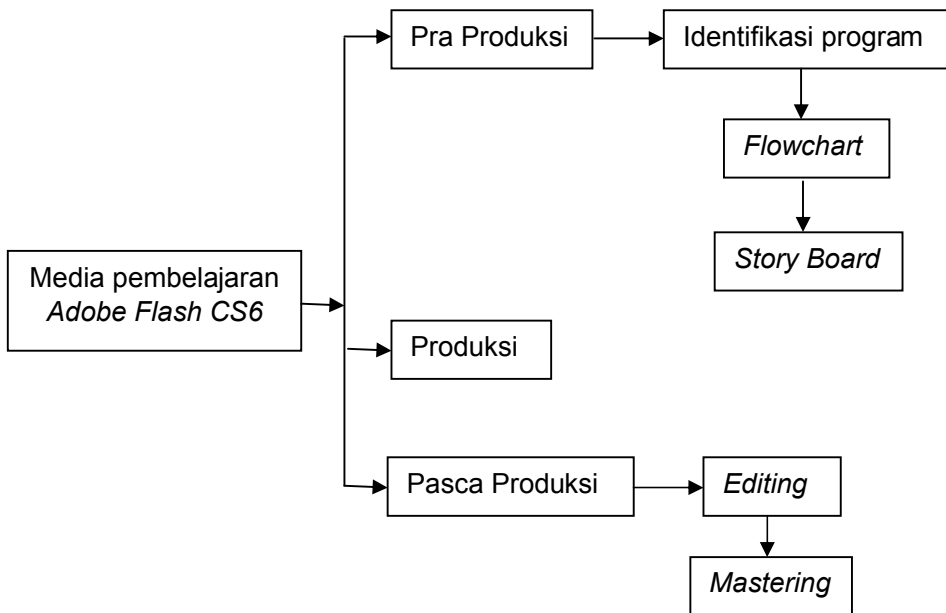 Pra Produksi
Identifikasi program
Flowchart
Story Board
Media pembelajaran
Adobe Flash CS6
Produksi
Pasca Produksi
Editing
Mastering